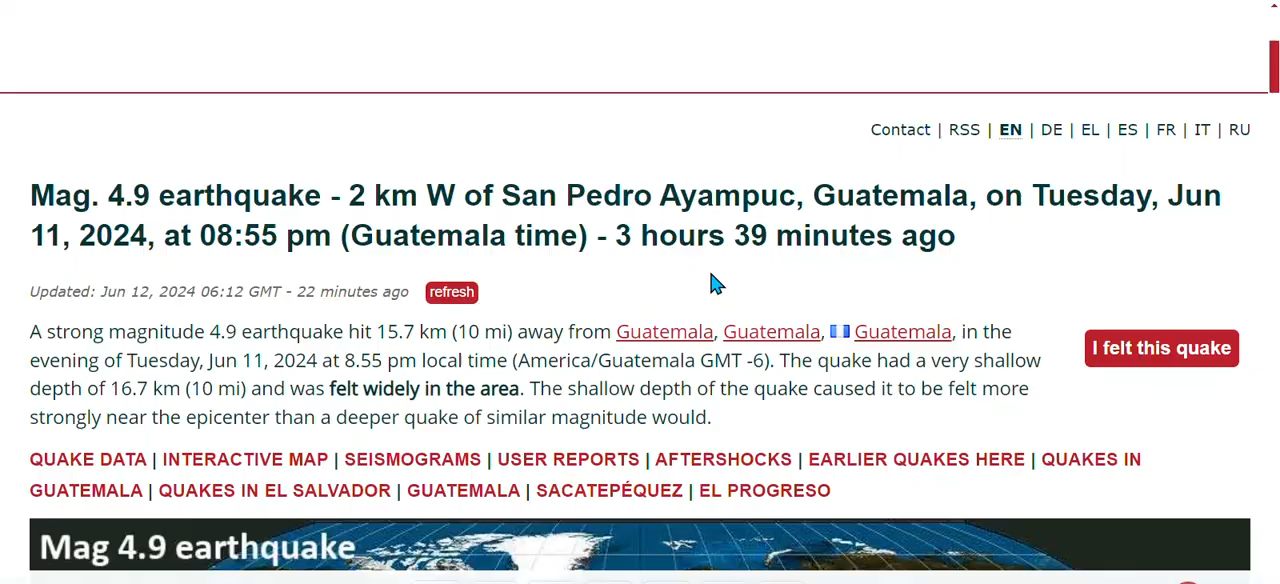 Contact | RSS | EN | DE | EL | ES | FR | IT | RU
Mag. 4.9 earthquake - 2 km W of San Pedro Ayampuc, Guatemala, on Tuesday, Jun
11, 2024, at 08:55 pm (Guatemala time) - 3 hours 39 minutes ago
Updated: Jun 12, 2024 06:12 GMT - 22 minutes ago refresh
A strong magnitude 4.9 earthquake hit 15.7 km (10 mi) away from Guatemala, Guatemala, Guatemala, in the
evening of Tuesday, Jun 11, 2024 at 8.55 pm local time (America/Guatemala GMT -6). The quake had a very shallow
depth of 16.7 km (10 mi) and was felt widely in the area. The shallow depth of the quake caused it to be felt more
strongly near the epicenter than a deeper quake of similar magnitude would.
I felt this quake
QUAKE DATA | INTERACTIVE MAP | SEISMOGRAMS | USER REPORTS | AFTERSHOCKS | EARLIER QUAKES HERE | QUAKES IN
GUATEMALA | QUAKES IN EL SALVADOR | GUATEMALA | SACATEPÉQUEZ | EL PROGRESO
Mag 4.9 earthquake